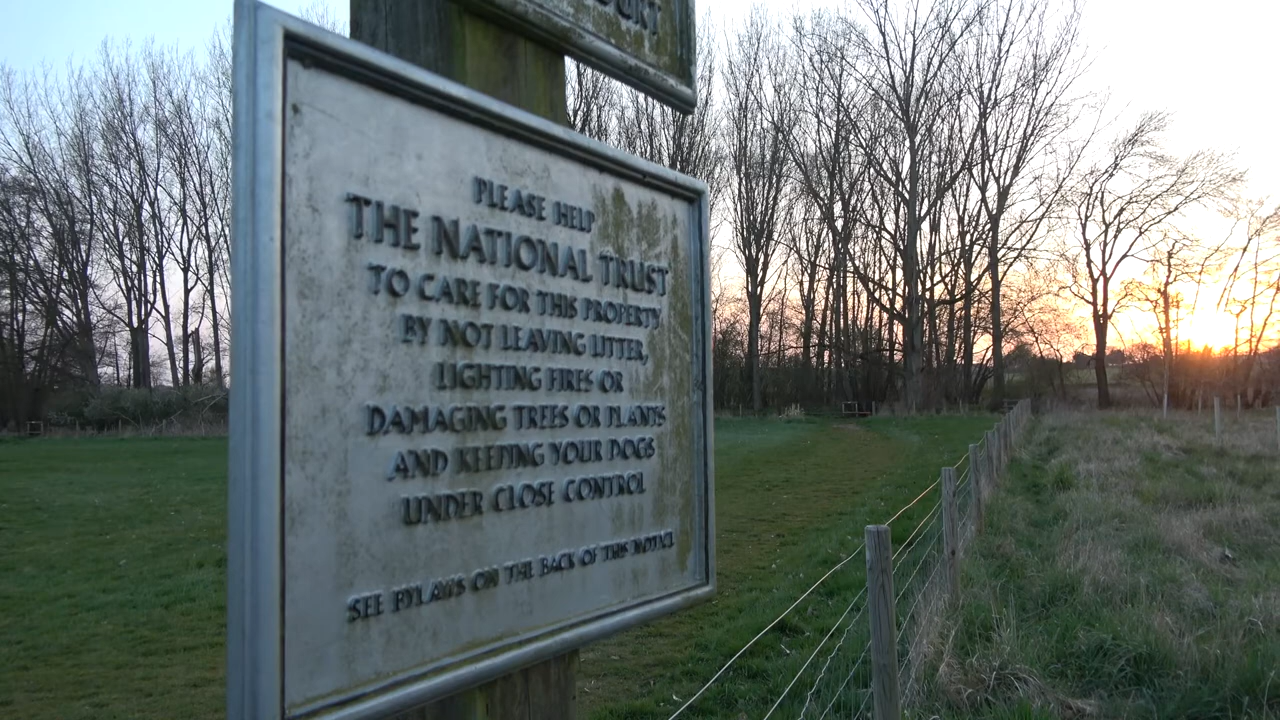 COURT
PLEASE HELP
THE NATIONAL TRUST
TO CARE FOR THIS PROPERTY
BY NOT LEAVING LITTER,
LIGHTING FIRES OR
DAMAGING TREES OR PLANTS
AND KEEPING YOUR DOGS
UNDER CLOSE CONTROL
SEE BYLAWS ON THE BACK OF THIS NOTICE